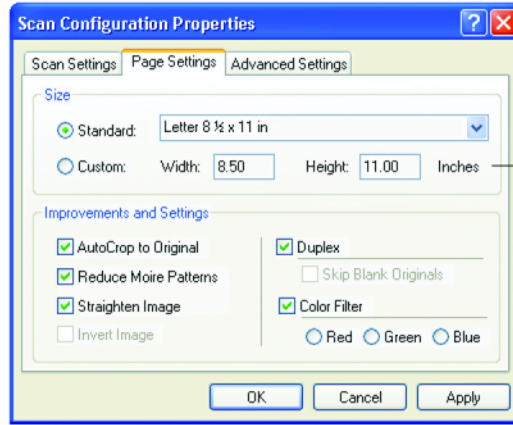 Scan Configuration Properties
Scan Settings Page Settings Advanced Settings
Size
Standard: Letter 8 ½ x 11 in
Custom: Width: 8.50 Height: 11.00 Inches
Improvements and Settings
AutoCrop to Original
Reduce Moire Patterns
Straighten Image
Invert Image
Duplex
Skip Blank Originals
Color Filter
Red Green Blue
OK Cancel Apply